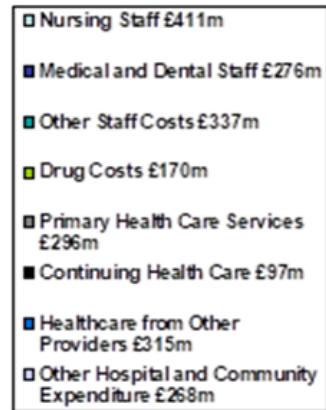 Nursing Staff £411m
Medical and Dental Staff £276m
Other Staff Costs £337m
Drug Costs £170m
Primary Health Care Services
£296m
Continuing Health Care £97m
Healthcare from Other
Providers £315m
Other Hospital and Community
Expenditure £268m